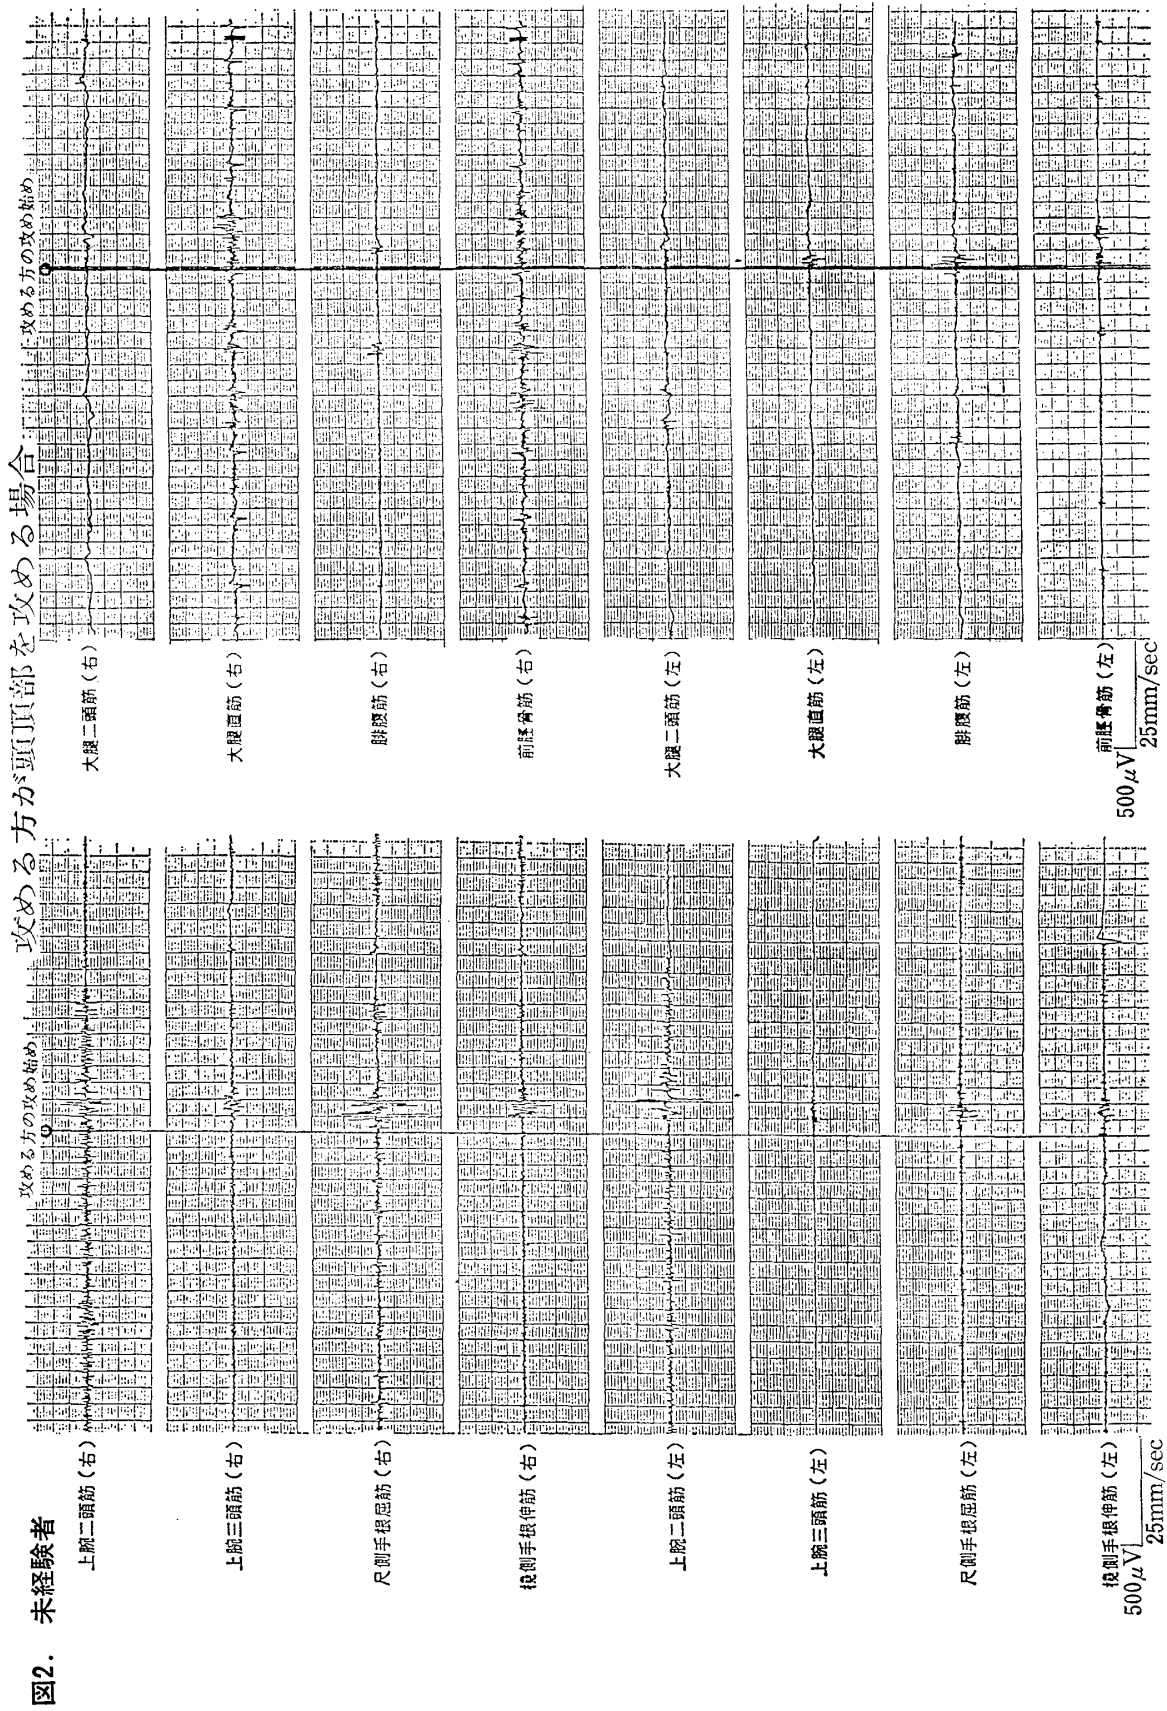 図2. 未経験者
攻める方が頭頂部を攻める場合
攻める方の攻め始め
上腕二頭筋(右)
上腕三頭筋(右)
尺側手根屈筋(右)
橈側手根伸筋(右)
上腕二頭筋(左)
上腕三頭筋(左)
尺側手根屈筋(左)
橈側手根伸筋(左)
500μV
25mm/sec
攻める方の攻め始め
大腿二頭筋(右)
大腿直筋(右)
腓腹筋(右)
前脛骨筋(右)
大腿二頭筋(左)
大腿直筋(左)
腓腹筋(左)
前脛骨筋(左)
500μV
25mm/sec